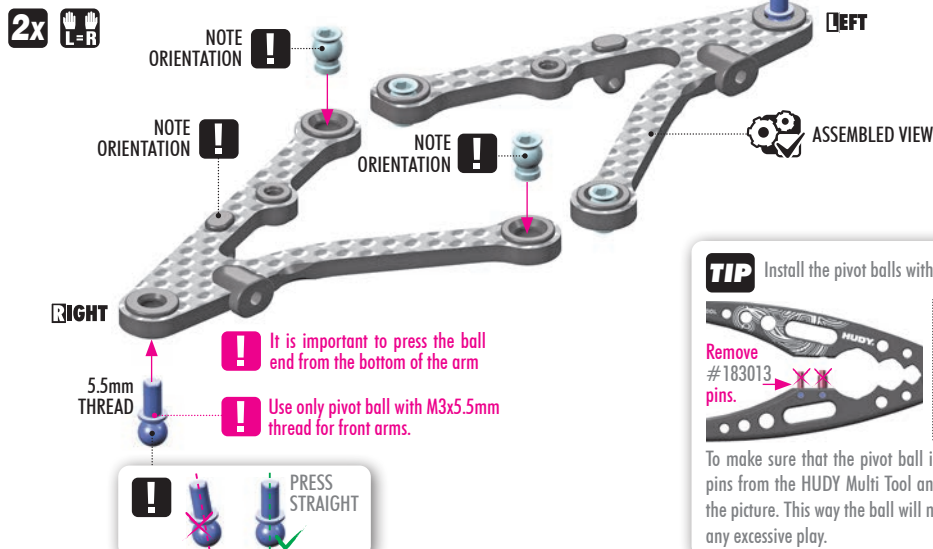 2x
L=R
NOTE
ORIENTATION
!
LEFT
NOTE
ORIENTATION
!
NOTE
ORIENTATION
!
ASSEMBLED VIEW
RIGHT
!
It is important to press the ball
end from the bottom of the arm
5.5mm
THREAD
!
Use only pivot ball with M3x5.5mm
thread for front arms.
!
PRESS
STRAIGHT
TIP Install the pivot balls with
HUDY.
Remove
#183013
pins.
To make sure that the pivot ball i
pins from the HUDY Multi Tool an
the picture. This way the ball will n
any excessive play.